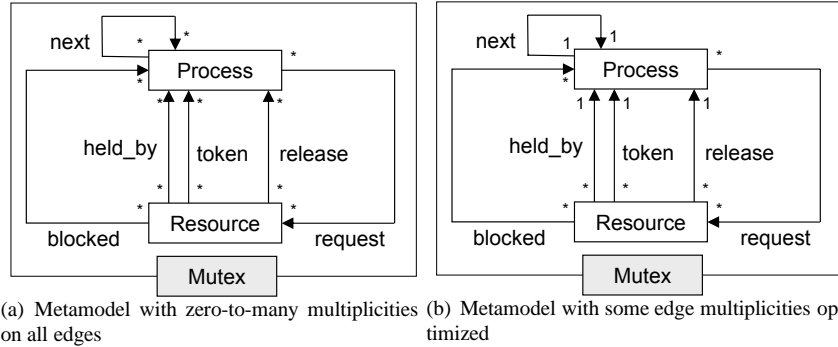 next * *
Process *
*
* * *
held_by token release
* * *
* Resource *
blocked request
Mutex
(a) Metamodel with zero-to-many multiplicities
on all edges
next 1 1
Process *
*
1 1 1
held_by token release
* * *
* Resource *
blocked request
Mutex
(b) Metamodel with some edge multiplicities op
timized